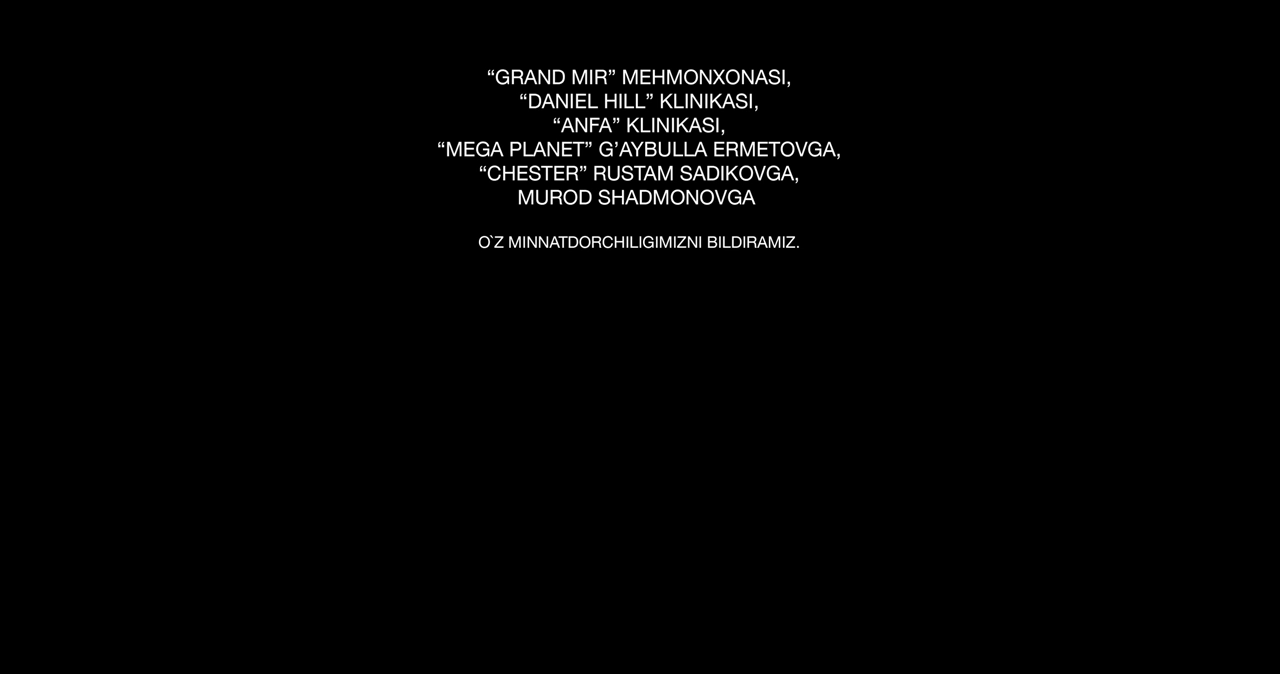 “GRAND MIR” MEHMONXONASI,
“DANIEL HILL” KLINIKASI,
“ANFA” KLINIKASI,
“MEGA PLANET” G’AYBULLA ERMETOVGA,
“CHESTER” RUSTAM SADIKOVGA,
MUROD SHADMONOVGA
O`Z MINNATDORCHILIGIMIZNI BILDIRAMIZ.